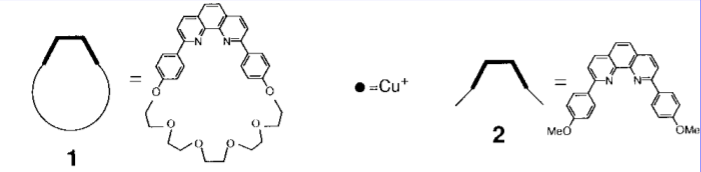 N N
=
O O
●=Cu⁺
=
N N
O O
O O
1
2
MeO OMe